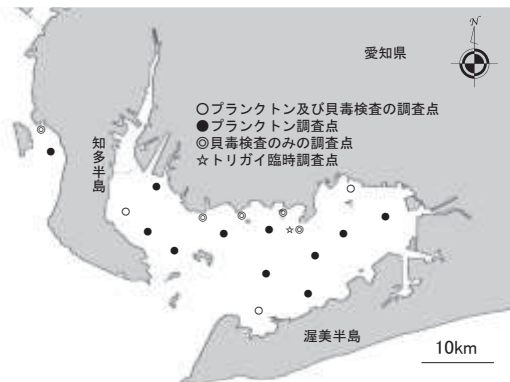 N
愛知県
○プランクトン及び貝毒検査の調査点
●プランクトン調査点
◎貝毒検査のみの調査点
☆トリガイ臨時調査点
知多半島
渥美半島
10km